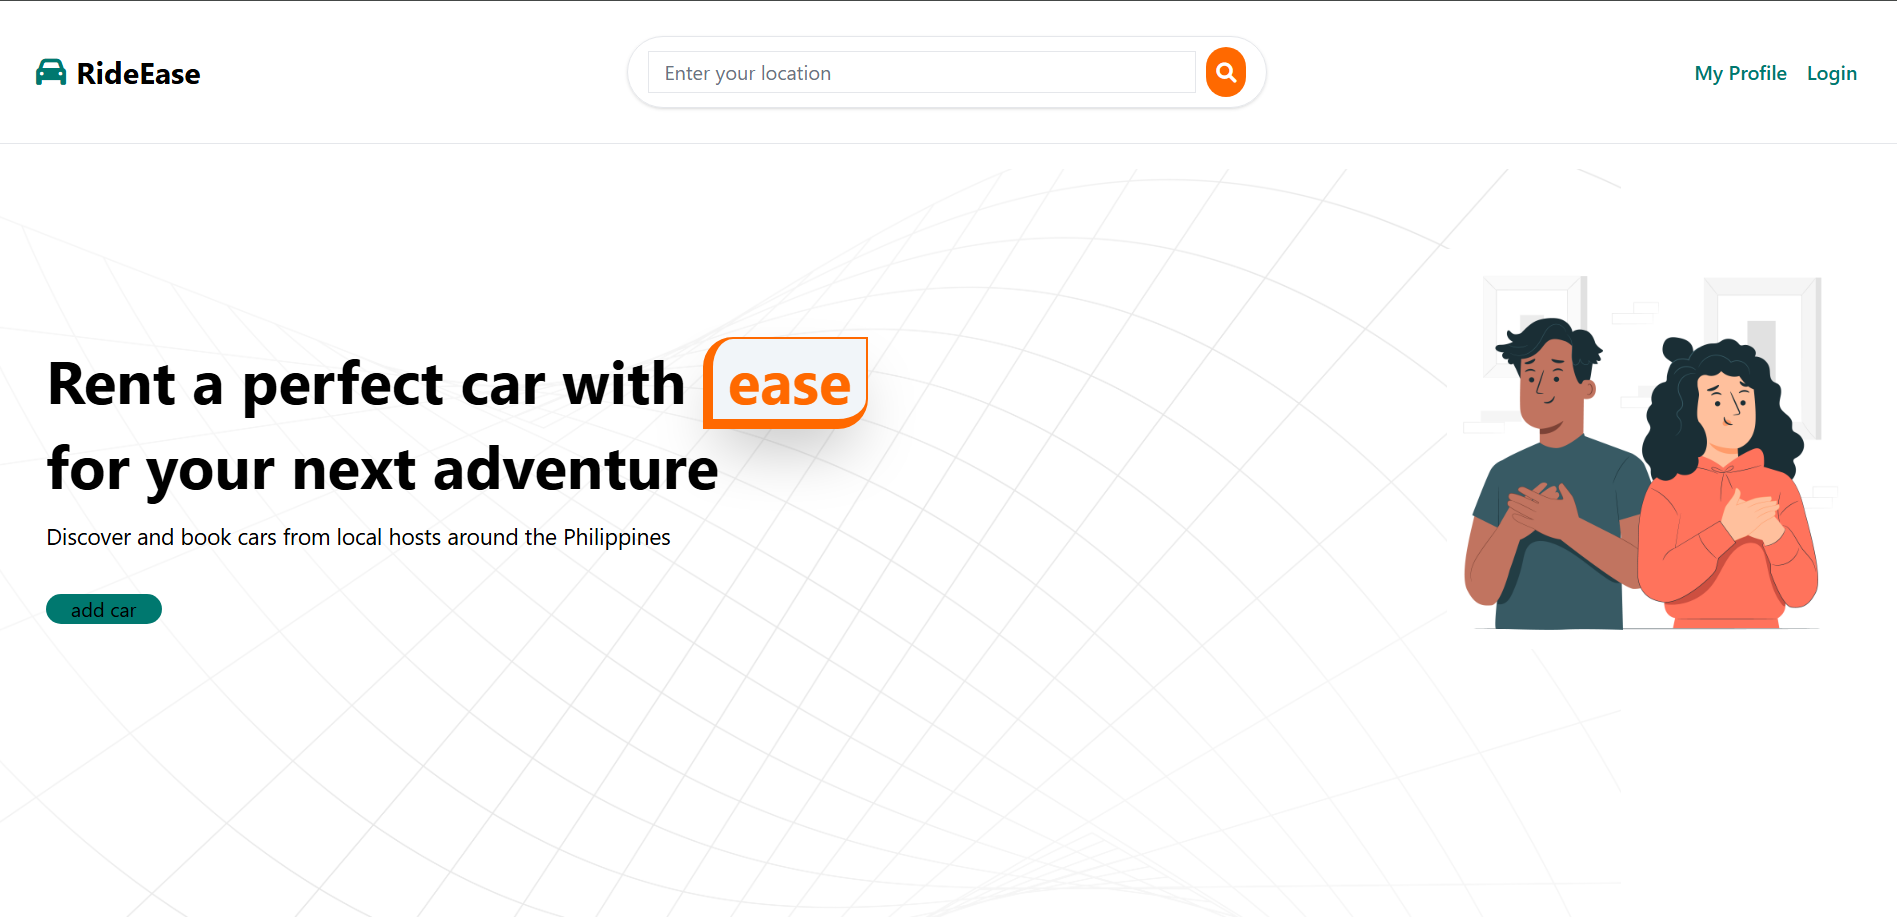 RideEase
Enter your location
My Profile
Login
Rent a perfect car with ease
for your next adventure
Discover and book cars from local hosts around the Philippines
add car